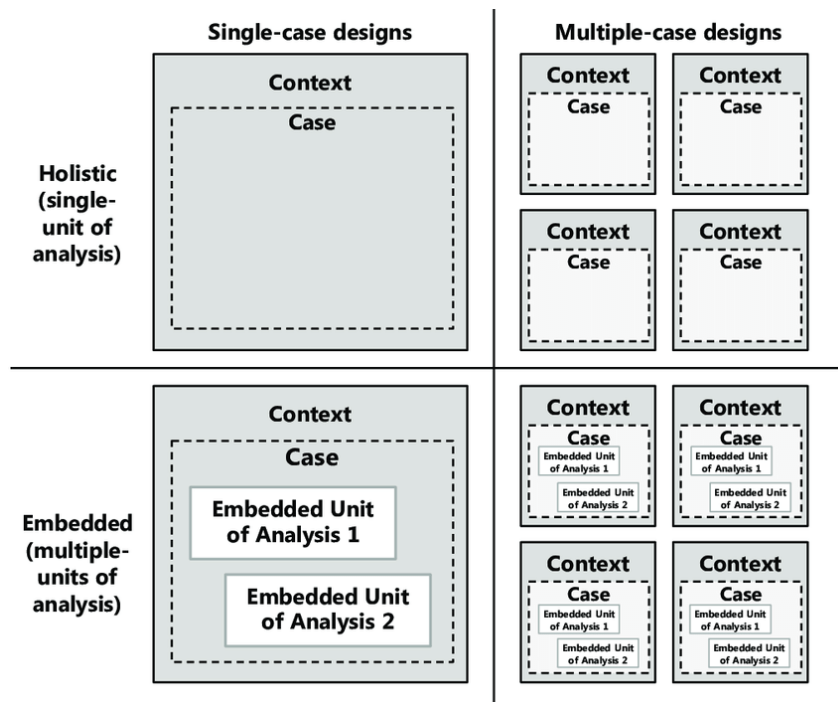 Single-case designs
Multiple-case designs
Holistic
(single-
unit of
analysis)
Context
Case
Context
Case
Context
Case
Context
Case
Context
Case
Embedded
(multiple-
units of
analysis)
Context
Case
Embedded Unit
of Analysis 1
Embedded Unit
of Analysis 2
Context
Case
Embedded Unit
of Analysis 1
Embedded Unit
of Analysis 2
Context
Case
Embedded Unit
of Analysis 1
Embedded Unit
of Analysis 2
Context
Case
Embedded Unit
of Analysis 1
Embedded Unit
of Analysis 2
Context
Case
Embedded Unit
of Analysis 1
Embedded Unit
of Analysis 2